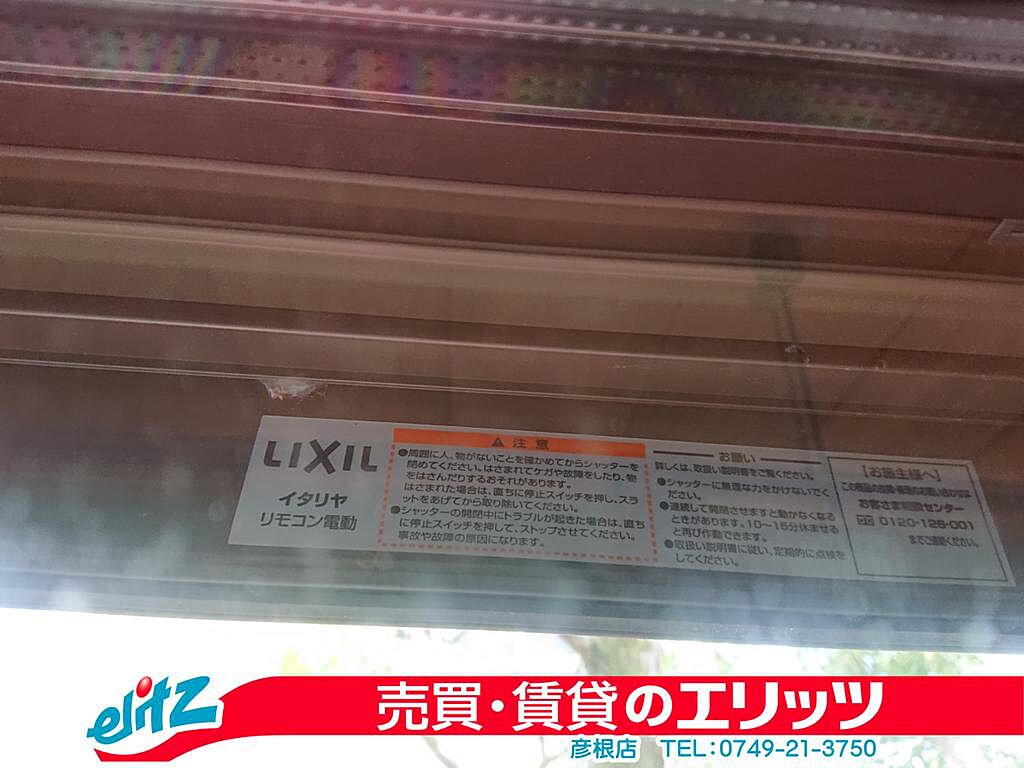 LIXIL
イタリヤ
リモコン電動
注意
●周囲に人、物がないことを確かめてからシャッターを
閉めてください。はさまれてケガや故障をしたり、物
をはさんだりするおそれがあります。
はさまれた場合は、直ちに停止スイッチを押し、スラ
ットをあげてから取り除いてください。
●シャッターの開閉中にトラブルが起きた場合は、直ち
に停止スイッチを押して、ストップさせてください。
事故や故障の原因になります。
お願い
詳しくは、取扱い説明書をご覧ください。
●シャッターに無理な力をかけないでく
ださい。
●連続して開閉させますと動かなくなる
ときがあります。10〜15分休ませる
と再び作動できます。
●取扱い説明書に従い、定期的に点検を
してください。
【お施主様へ】
お客さま相談センター
0120-126-001
までご連絡ください。
elitz
売買・賃貸のエリッツ
彦根店 TEL:0749-21-3750